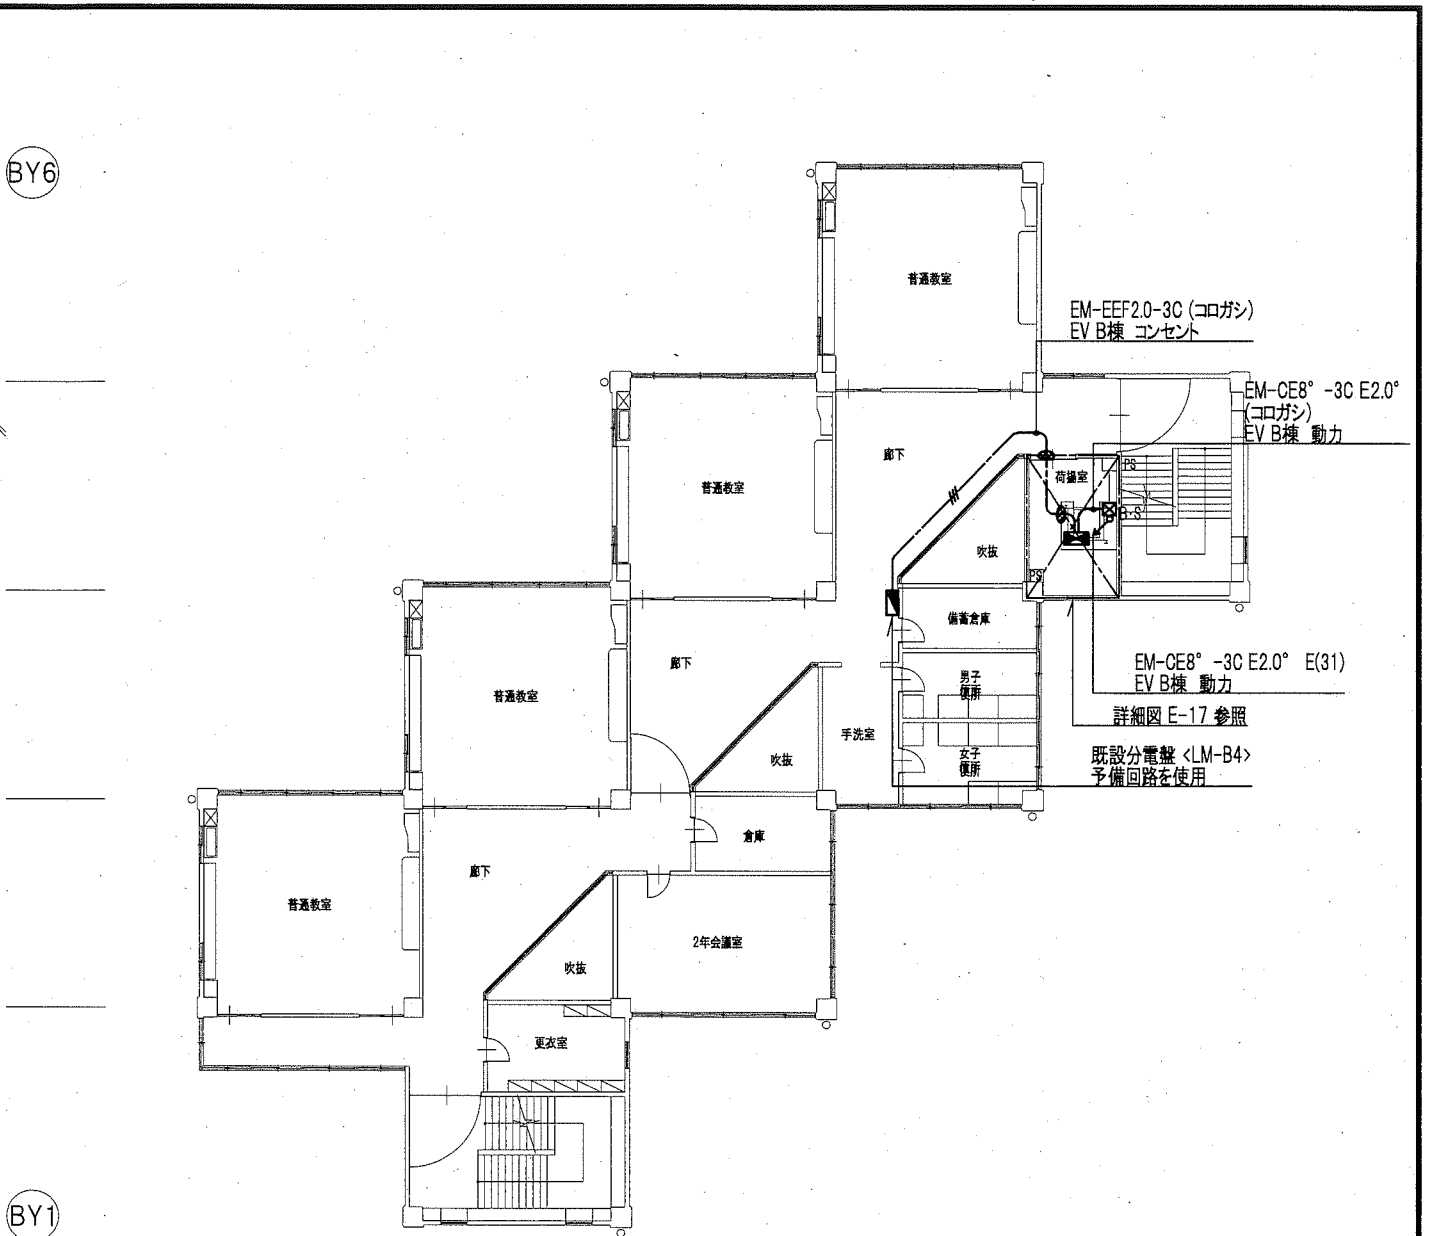 BY6
普通教室
EM-EEF2.0-3C (コロガシ)
EV B棟 コンセント
EM-CE8° -3C E2.0°
(コロガシ)
EV B棟 動力
廊下
荷揚室
PS
普通教室
B·S
吹抜
PS
備蓄倉庫
廊下
普通教室
男子
便所
EM-CE8° -3C E2.0° E(31)
EV B棟 動力
詳細図 E-17 参照
手洗室
女子
便所
吹抜
既設分電盤 <LM-B4>
予備回路を使用
倉庫
廊下
普通教室
2年会議室
吹抜
更衣室
BY1